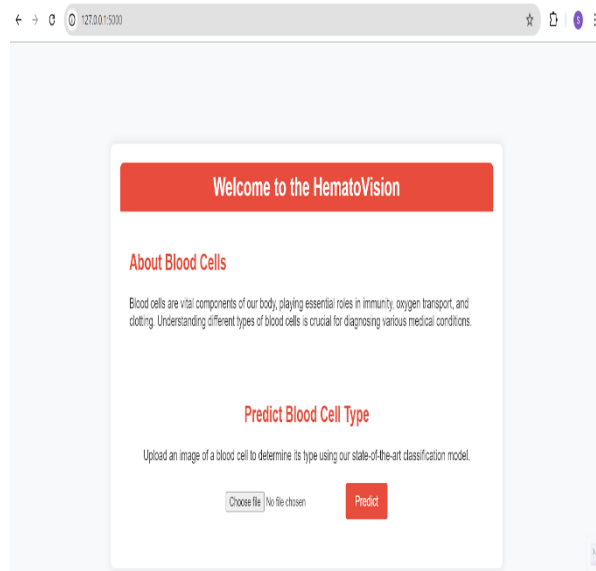 127.0.0.1:5000
S
Welcome to the HematoVision
About Blood Cells
Blood cells are vital components of our body, playing essential roles in immunity, oxygen transport, and
clotting. Understanding different types of blood cells is crucial for diagnosing various medical conditions.
Predict Blood Cell Type
Upload an image of a blood cell to determine its type using our state-of-the-art classification model.
Choose file No file chosen Predict